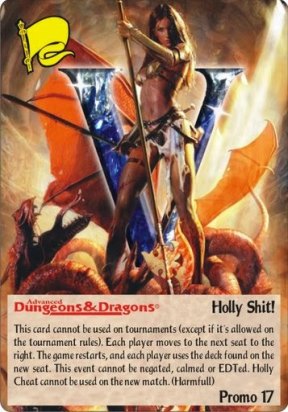 Advanced
Dungeons&Dragons®
Holly Shit!
This card cannot be used on tournaments (except if it's allowed on
the tournament rules). Each player moves to the next seat to the
right. The game restarts, and each player uses the deck found on the
new seat. This event cannot be negated, calmed or EDTed. Holly
Cheat cannot be used on the new match. (Harmfull)
Promo 17